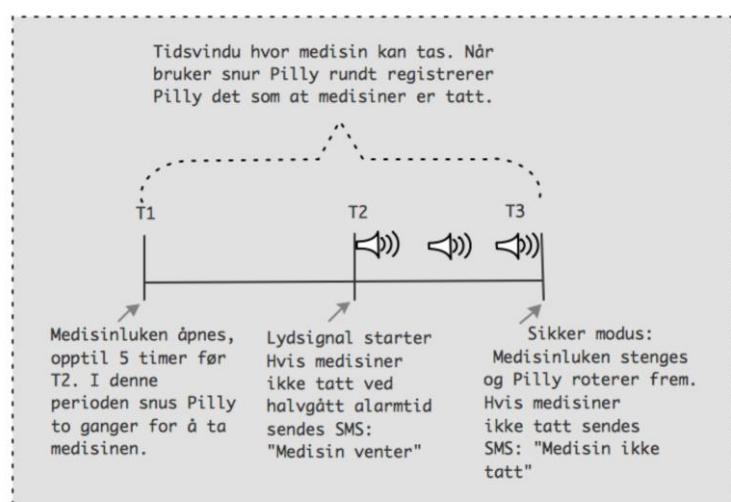 Tidsvindu hvor medisin kan tas. Når
bruker snur Pilly rundt registrerer
Pilly det som at medisiner er tatt.
T1
T2
T3
Medisinluken åpnes,
opptil 5 timer før
T2. I denne
perioden snus Pilly
to ganger for å ta
medisinen.
Lydsignal starter
Hvis medisiner
ikke tatt ved
halvgått alarmtid
sendes SMS:
"Medisin venter"
Sikker modus:
Medisinluken stenges
og Pilly roterer frem.
Hvis medisiner
ikke tatt sendes
SMS: "Medisin ikke
tatt"